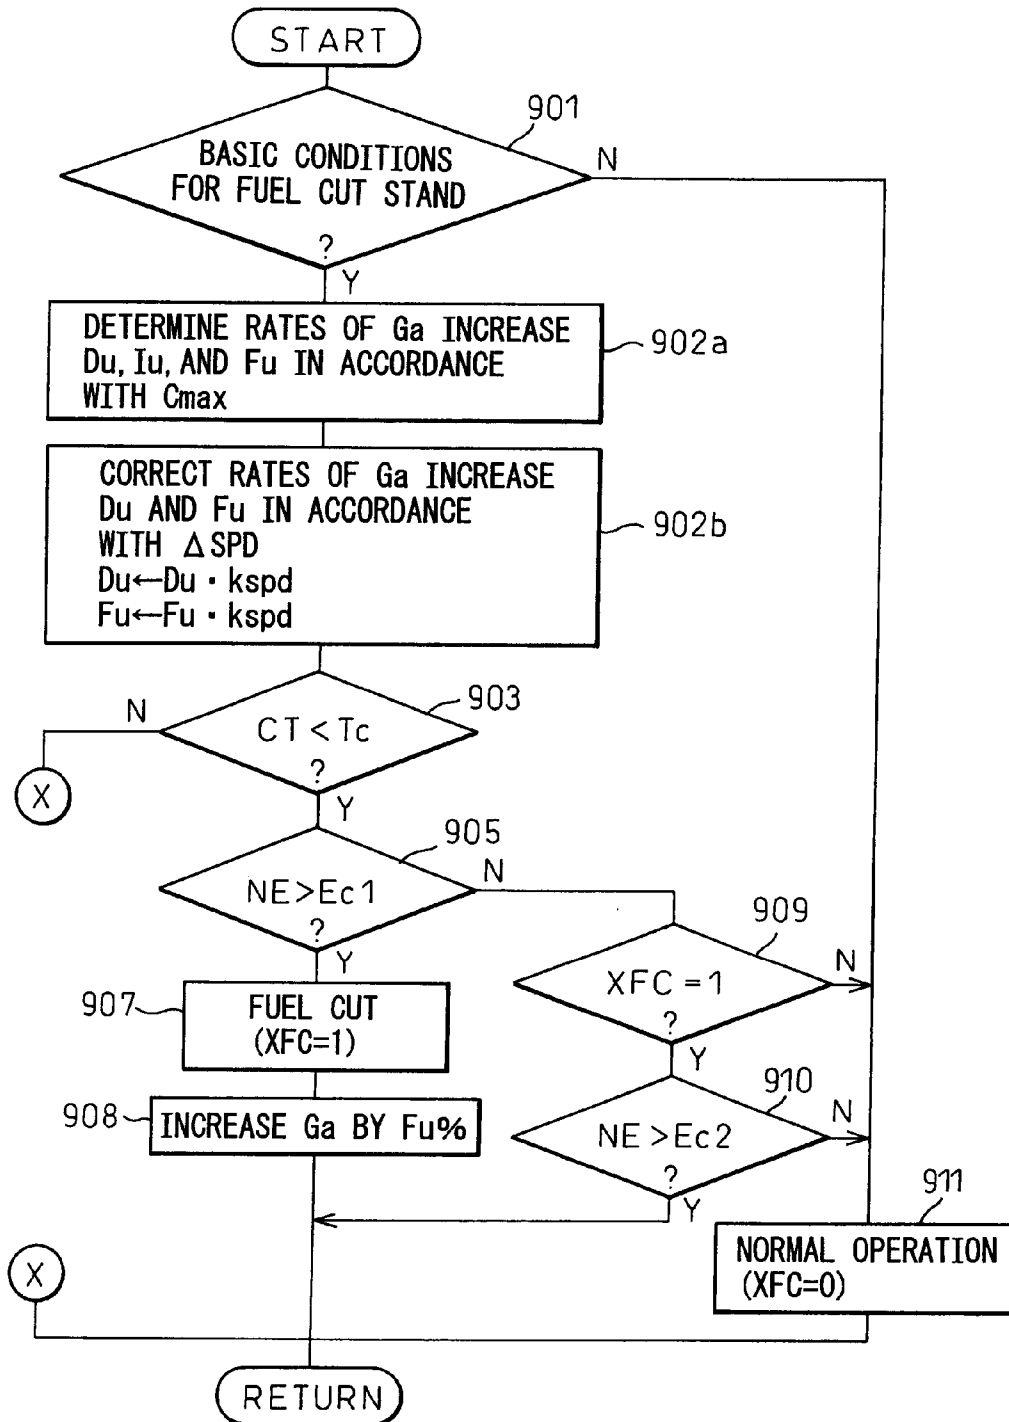 START
901
BASIC CONDITIONS
FOR FUEL CUT STAND
?
N
Y
DETERMINE RATES OF Ga INCREASE
Du, Iu, AND Fu IN ACCORDANCE
WITH Cmax
902a
CORRECT RATES OF Ga INCREASE
Du AND Fu IN ACCORDANCE
WITH ΔSPD
Du←Du・kspd
Fu←Fu・kspd
902b
903
N
CT<Tc
?
Y
X
905
NE>Ec1
?
N
Y
909
XFC=1
?
N
Y
907
FUEL CUT
(XFC=1)
910
NE>Ec2
?
N
Y
908
INCREASE Ga BY Fu%
911
NORMAL OPERATION
(XFC=0)
X
RETURN